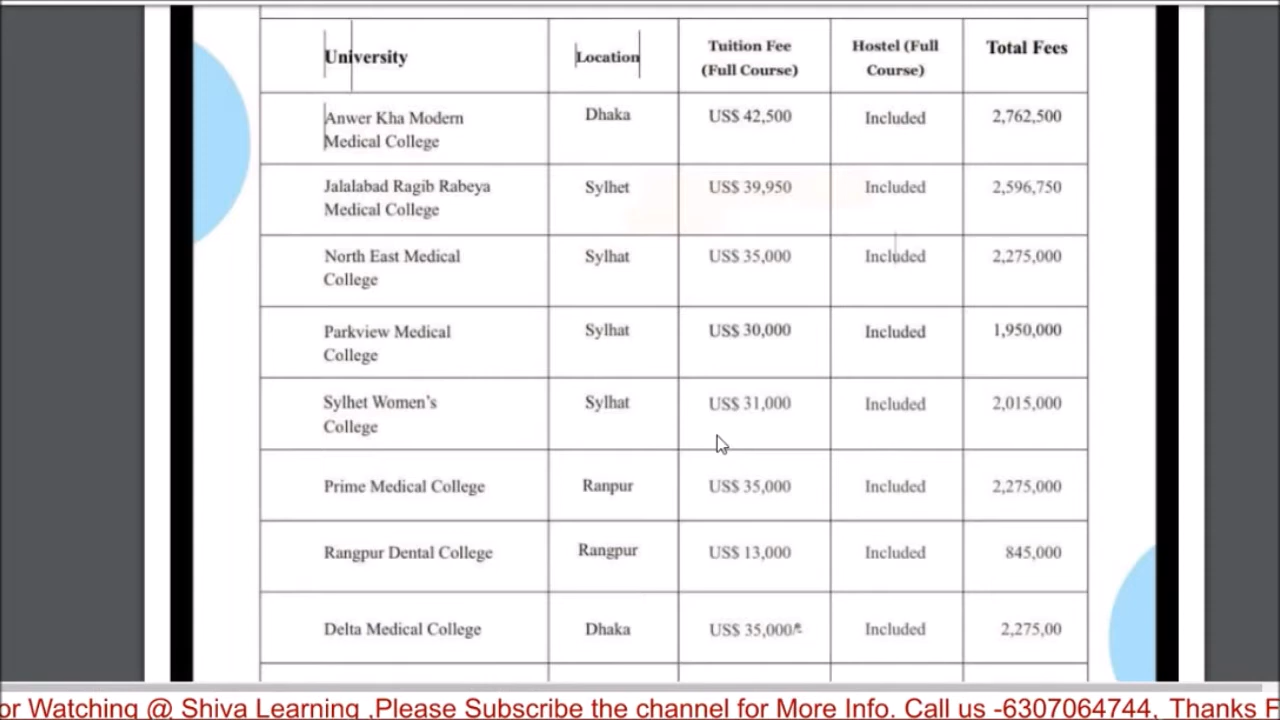 University Location Tuition Fee (Full Course) Hostel (Full Course) Total Fees
Anwer Kha Modern Medical College Dhaka US$ 42,500 Included 2,762,500
Jalalabad Ragib Rabeya Medical College Sylhet US$ 39,950 Included 2,596,750
North East Medical College Sylhat US$ 35,000 Included 2,275,000
Parkview Medical College Sylhat US$ 30,000 Included 1,950,000
Sylhet Women's College Sylhat US$ 31,000 Included 2,015,000
Prime Medical College Ranpur US$ 35,000 Included 2,275,000
Rangpur Dental College Rangpur US$ 13,000 Included 845,000
Delta Medical College Dhaka US$ 35,000 Included 2,275,00
or Watching @ Shiva Learning ,Please Subscribe the channel for More Info. Call us -6307064744, Thanks F